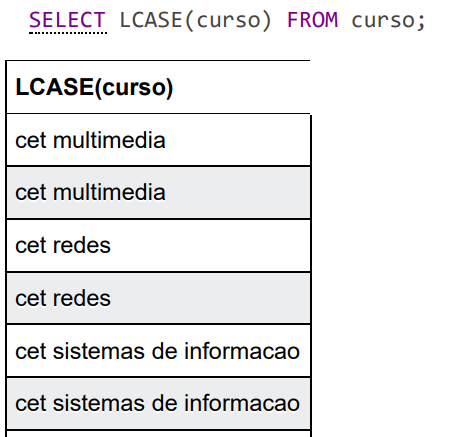 SELECT LCASE(curso) FROM curso;
LCASE(curso)
cet multimedia
cet multimedia
cet redes
cet redes
cet sistemas de informacao
cet sistemas de informacao